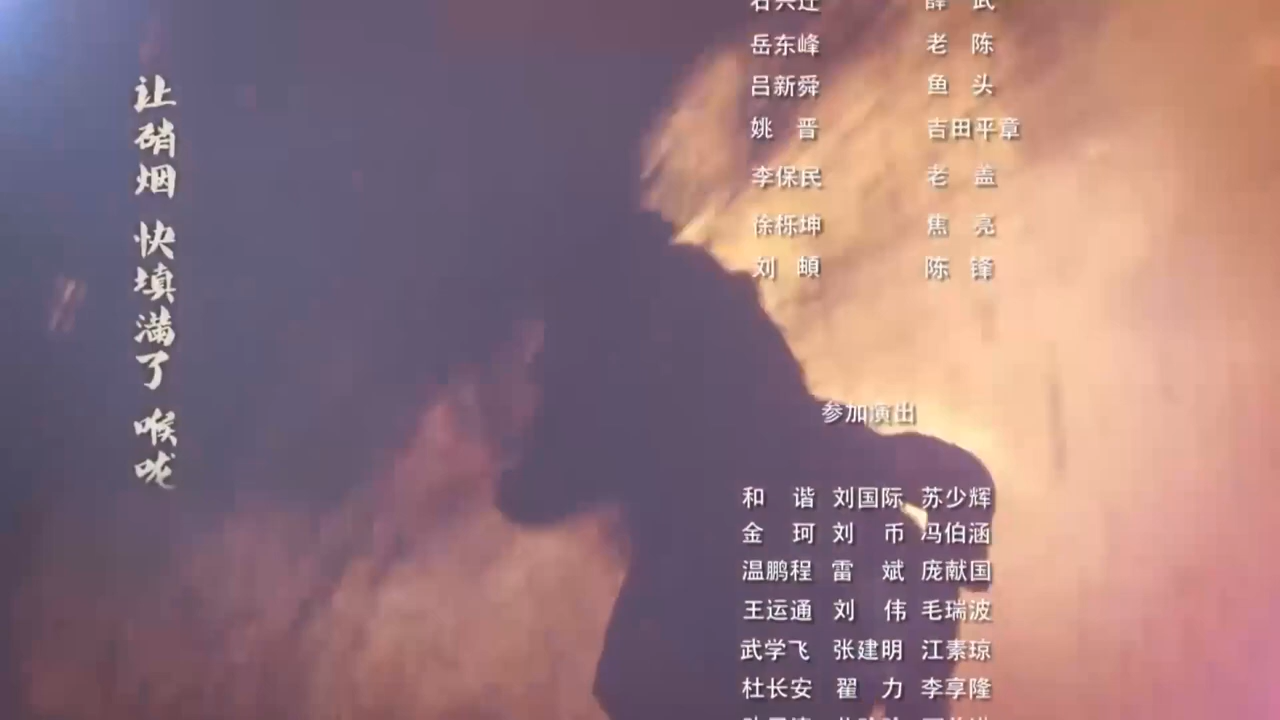 让硝烟 快填满了 喉咙
岳东峰 老 陈
吕新舜 鱼 头
姚 晋 吉田平章
李保民 老 盖
徐栎坤 焦 亮
刘 頔 陈 锋
参加演出
和 谐 刘国际 苏少辉
金 珂 刘 币 冯伯涵
温鹏程 雷 斌 庞献国
王运通 刘 伟 毛瑞波
武学飞 张建明 江素琼
杜长安 翟 力 李享隆